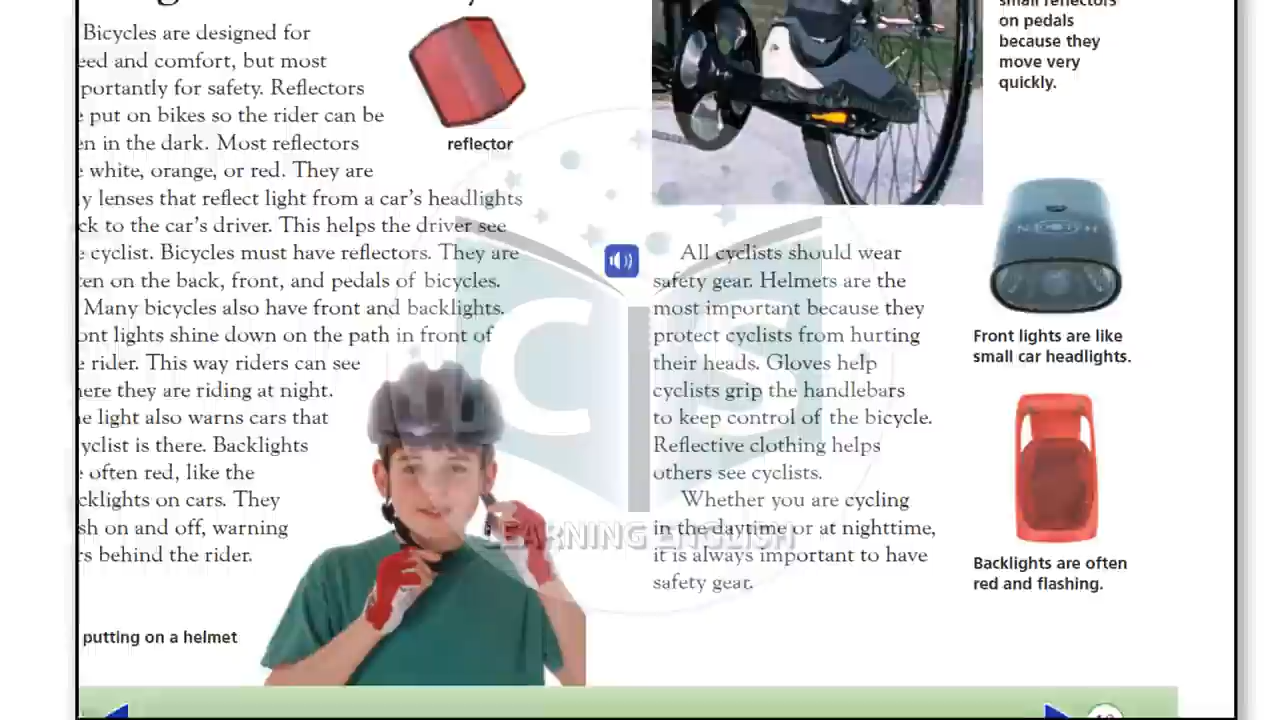 Bicycles are designed for
eed and comfort, but most
portantly for safety. Reflectors
e put on bikes so the rider can be
en in the dark. Most reflectors
e white, orange, or red. They are
y lenses that reflect light from a car's headlights
ck to the car's driver. This helps the driver see
e cyclist. Bicycles must have reflectors. They are
ten on the back, front, and pedals of bicycles.
Many bicycles also have front and backlights.
ont lights shine down on the path in front of
e rider. This way riders can see
here they are riding at night.
he light also warns cars that
yclist is there. Backlights
e often red, like the
cklights on cars. They
sh on and off, warning
rs behind the rider.
reflector
putting on a helmet
small reflectors
on pedals
because they
move very
quickly.
All cyclists should wear
safety gear. Helmets are the
most important because they
protect cyclists from hurting
their heads. Gloves help
cyclists grip the handlebars
to keep control of the bicycle.
Reflective clothing helps
others see cyclists.
Whether you are cycling
in the daytime or at nighttime,
it is always important to have
safety gear.
Front lights are like
small car headlights.
Backlights are often
red and flashing.
CIS
LEARNING ENGLISH